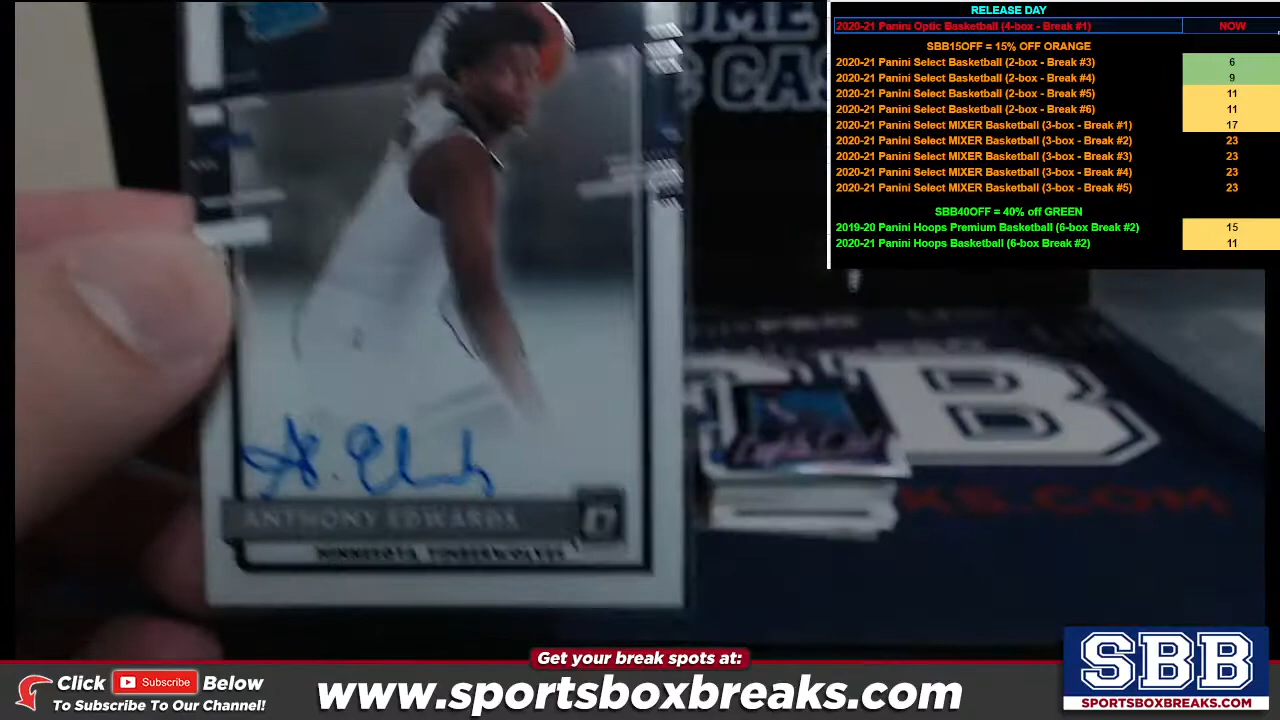 RELEASE DAY
2020-21 Panini Optic Basketball (4-box - Break #1) NOW
SBB15OFF = 15% OFF ORANGE
2020-21 Panini Select Basketball (2-box - Break #3) 6
2020-21 Panini Select Basketball (2-box - Break #4) 9
2020-21 Panini Select Basketball (2-box - Break #5) 11
2020-21 Panini Select Basketball (2-box - Break #6) 11
2020-21 Panini Select MIXER Basketball (3-box - Break #1) 17
2020-21 Panini Select MIXER Basketball (3-box - Break #2) 23
2020-21 Panini Select MIXER Basketball (3-box - Break #3) 23
2020-21 Panini Select MIXER Basketball (3-box - Break #4) 23
2020-21 Panini Select MIXER Basketball (3-box - Break #5) 23
SBB40OFF = 40% off GREEN
2019-20 Panini Hoops Premium Basketball (6-box Break #2) 15
2020-21 Panini Hoops Basketball (6-box Break #2) 11
ANTHONY EDWARDS
MINNESOTA TIMBERWOLVES
B
KS.COM
Get your break spots at:
Click Subscribe Below
To Subscribe To Our Channel!
www.sportsboxbreaks.com
SBB
SPORTSBOXBREAKS.COM